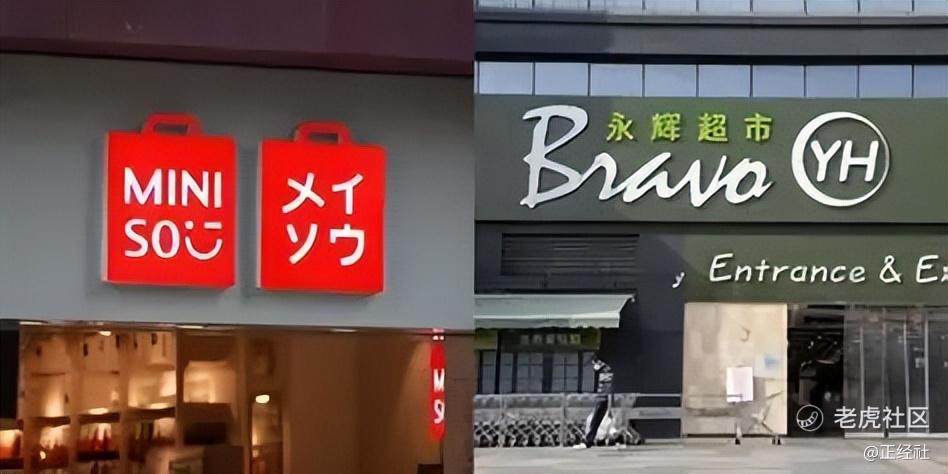 MINI
SO
メイ
ソウ
M
永辉超市
Bravo
YH
Entrance & Ex
老虎社区
@正经社